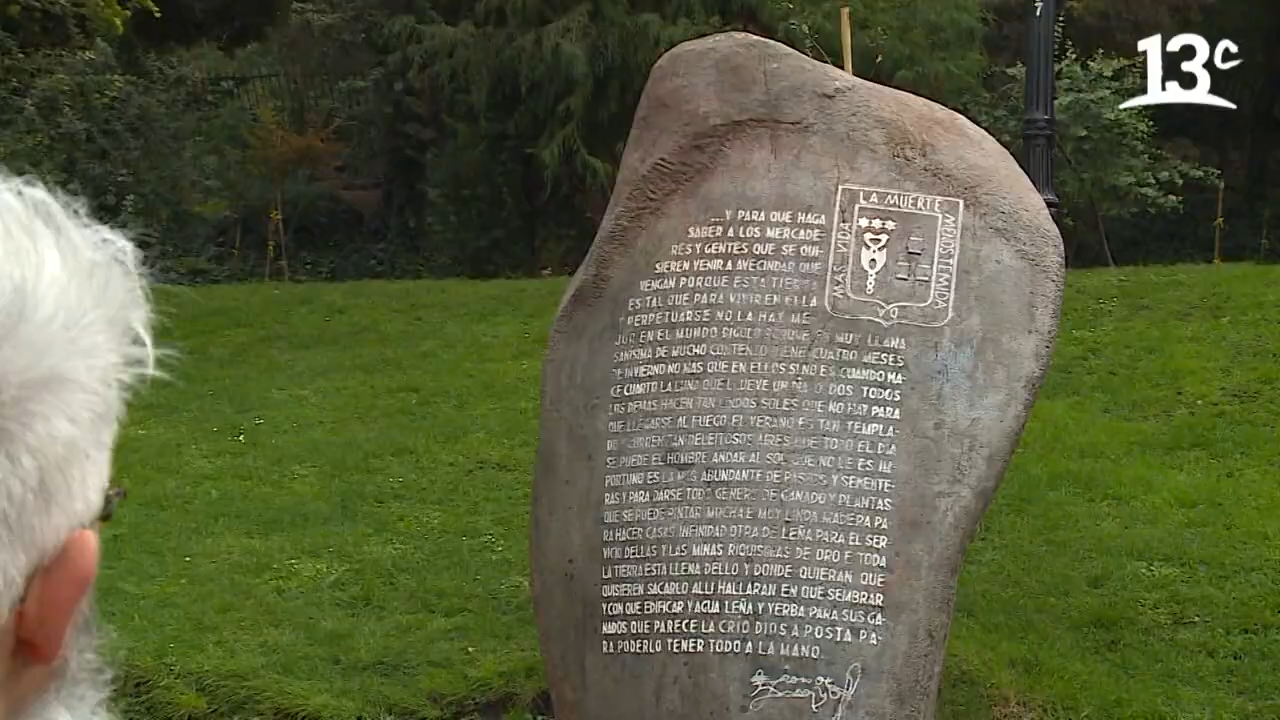 13C
7
LA MUERTE
MENOS TEMIDA
DA
MAS VIDA
...Y PARA QUE HAGA
SABER A LOS MERCADE-
RES Y GENTES QUE SE QUI-
SIEREN VENIR A AVECINDAR QUE
VENGAN PORQUE ESTA TIERRA
ES TAL QUE PARA VIVIR EN ELLA
Y PERPETUARSE NO LA HAY ME
JOR EN EL MUNDO PORQUE ES MUY LLANA
SANISIMA DE MUCHO CONTENTO TIENE CUATRO MESES
DE INVIERNO NO MAS QUE EN ELLOS SI NO ES CUANDO HA-
CE CUARTO LA LUNA QUE LLUEVE UN DIA O DOS TODOS
LOS DEMAS HACEN TAN LINDOS SOLES QUE NO HAY PARA
QUE LLEGARSE AL FUEGO EL VERANO ES TAN TEMPLA-
DO Y CORREN TAN DELEITOSOS AIRES QUE TODO EL DIA
SE PUEDE EL HOMBRE ANDAR AL SOL QUE NO LE ES IM-
PORTUNO ES LA MAS ABUNDANTE DE PASTOS Y SEMENTE-
RAS Y PARA DARSE TODO GENERO DE GANADO Y PLANTAS
QUE SE PUEDE PINTAR MUCHA E MUY LINDA MADERA PA
RA HACER CASAS INFINIDAD OTRA DE LEÑA PARA EL SER-
VICIO DELLAS Y LAS MINAS RIQUISIMAS DE ORO E TODA
LA TIERRA ESTA LLENA DELLO Y DONDE QUIERAN QUE
QUISIEREN SACARLO ALLI HALLARAN EN QUE SEMBRAR
Y CON QUE EDIFICAR Y AGUA LEÑA Y YERBA PARA SUS GA-
NADOS QUE PARECE LA CRIO DIOS A POSTA PA-
RA PODERLO TENER TODO A LA MANO.